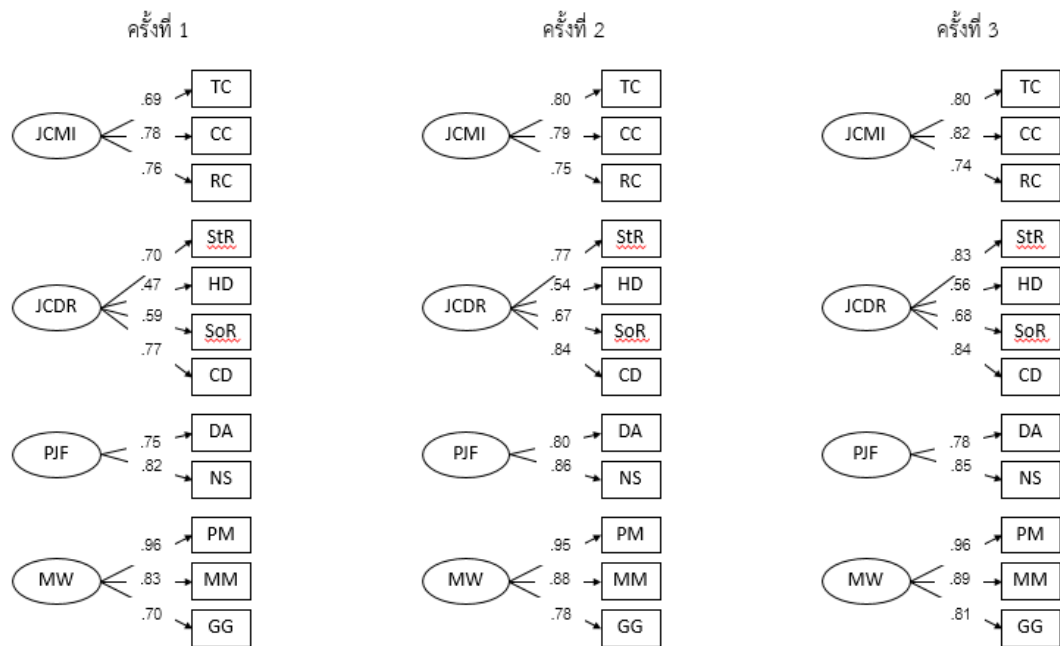 ครั้งที่ 1
JCMI
.69
.78
.76
TC
CC
RC
JCDR
.70
.47
.59
.77
StR
HD
SoR
CD
PJF
.75
.82
DA
NS
MW
.96
.83
.70
PM
MM
GG
ครั้งที่ 2
JCMI
.80
.79
.75
TC
CC
RC
JCDR
.77
.54
.67
.84
StR
HD
SoR
CD
PJF
.80
.86
DA
NS
MW
.95
.88
.78
PM
MM
GG
ครั้งที่ 3
JCMI
.80
.82
.74
TC
CC
RC
JCDR
.83
.56
.68
.84
StR
HD
SoR
CD
PJF
.78
.85
DA
NS
MW
.96
.89
.81
PM
MM
GG